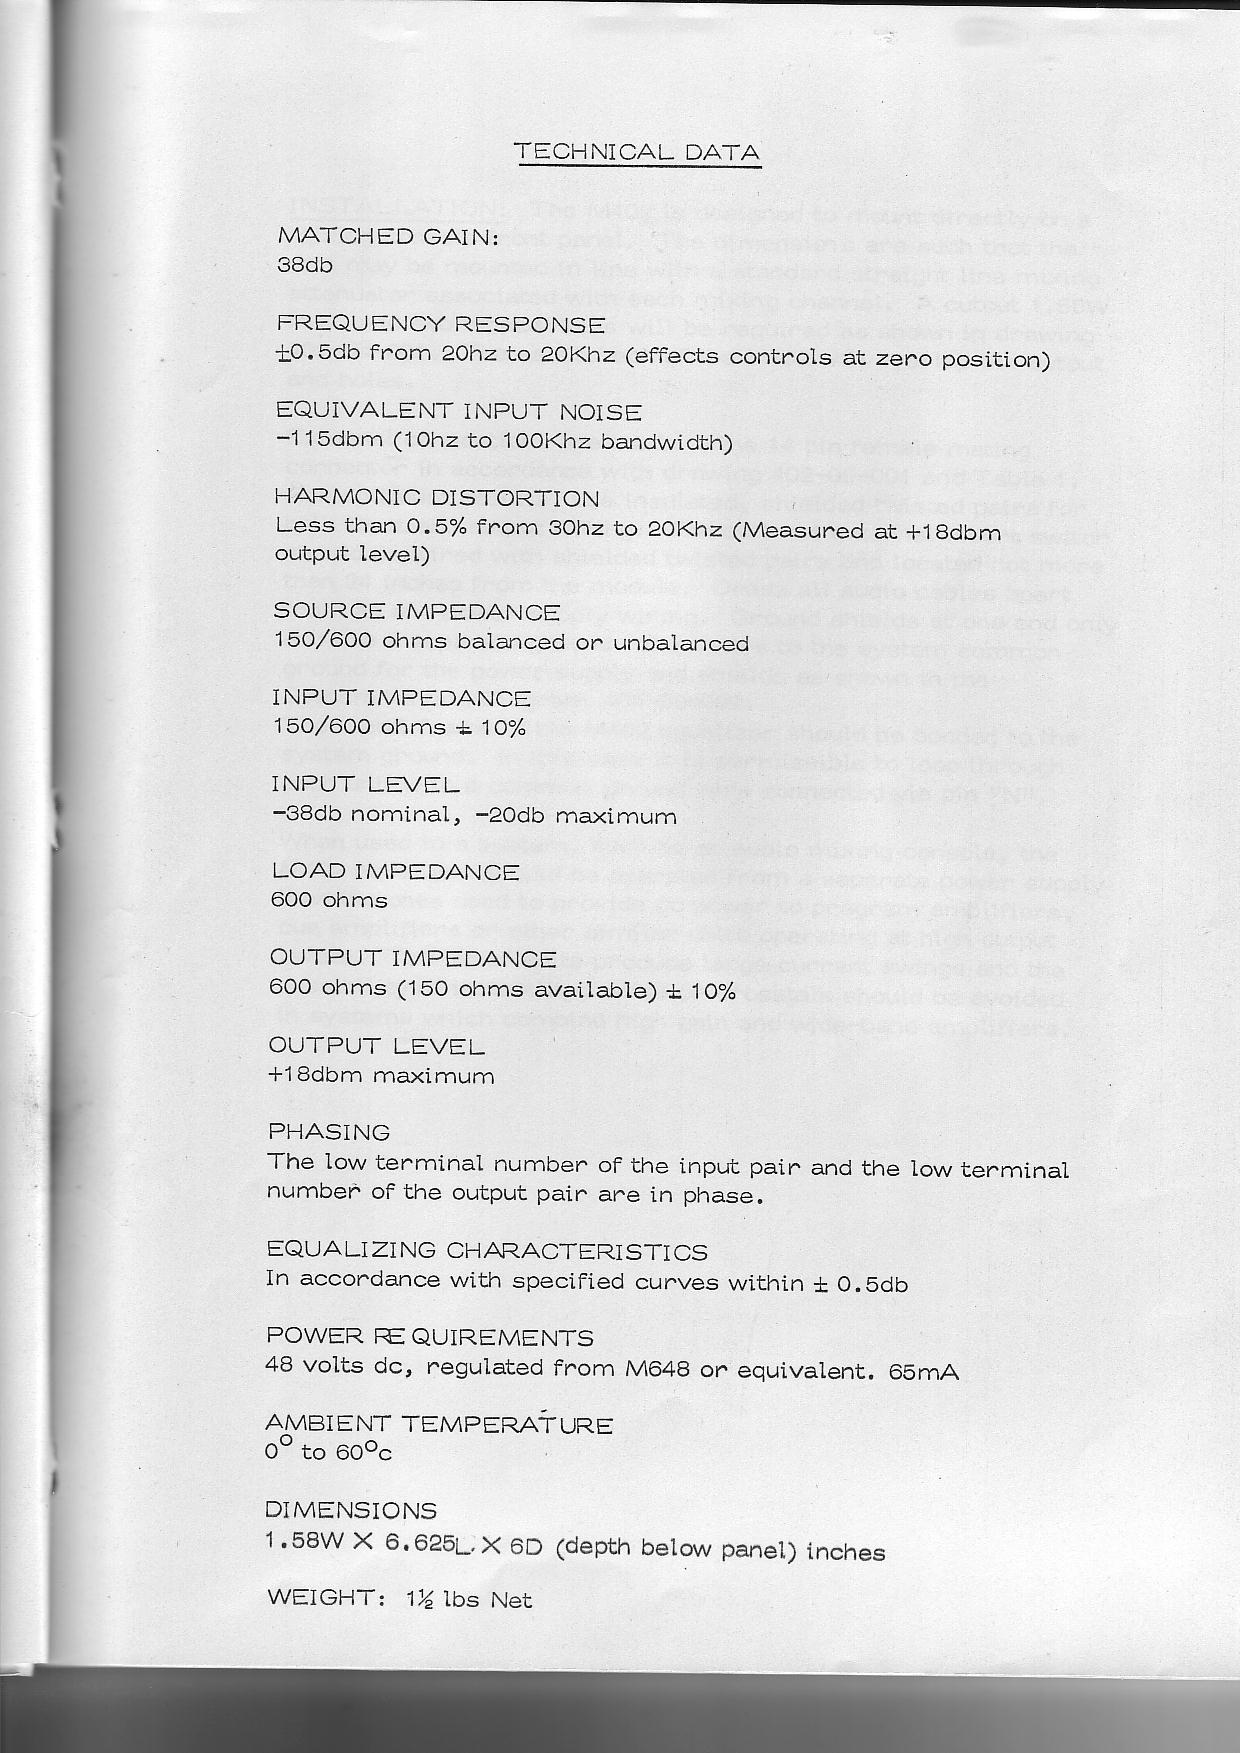 TECHNICAL DATA
MATCHED GAIN:
38db
FREQUENCY RESPONSE
±0.5db from 20hz to 20Khz (effects controls at zero position)
EQUIVALENT INPUT NOISE
-115dbm (10hz to 100Khz bandwidth)
HARMONIC DISTORTION
Less than 0.5% from 30hz to 20Khz (Measured at +18dbm
output level)
SOURCE IMPEDANCE
150/600 ohms balanced or unbalanced
INPUT IMPEDANCE
150/600 ohms ± 10%
INPUT LEVEL
-38db nominal, -20db maximum
LOAD IMPEDANCE
600 ohms
OUTPUT IMPEDANCE
600 ohms (150 ohms available) ± 10%
OUTPUT LEVEL
+18dbm maximum
PHASING
The low terminal number of the input pair and the low terminal
number of the output pair are in phase.
EQUALIZING CHARACTERISTICS
In accordance with specified curves within ± 0.5db
POWER REQUIREMENTS
48 volts dc, regulated from M648 or equivalent. 65mA
AMBIENT TEMPERATURE
0° to 60°c
DIMENSIONS
1.58W X 6.625L X 6D (depth below panel) inches
WEIGHT: 1½ lbs Net